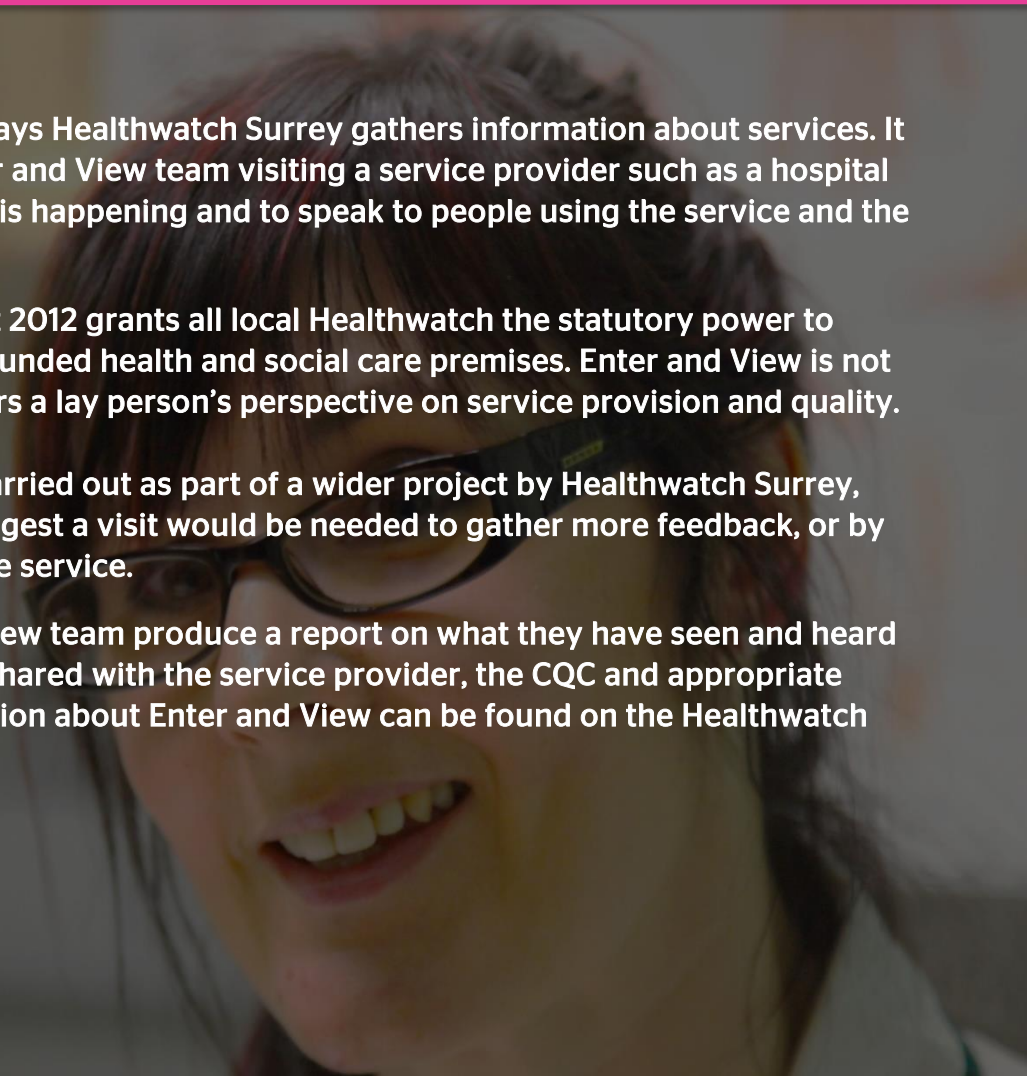 ays Healthwatch Surrey gathers information about services. It
r and View team visiting a service provider such as a hospital
is happening and to speak to people using the service and the
t 2012 grants all local Healthwatch the statutory power to
unded health and social care premises. Enter and View is not
rs a lay person’s perspective on service provision and quality.
arried out as part of a wider project by Healthwatch Surrey,
gest a visit would be needed to gather more feedback, or by
e service.
ew team produce a report on what they have seen and heard
hared with the service provider, the CQC and appropriate
ion about Enter and View can be found on the Healthwatch